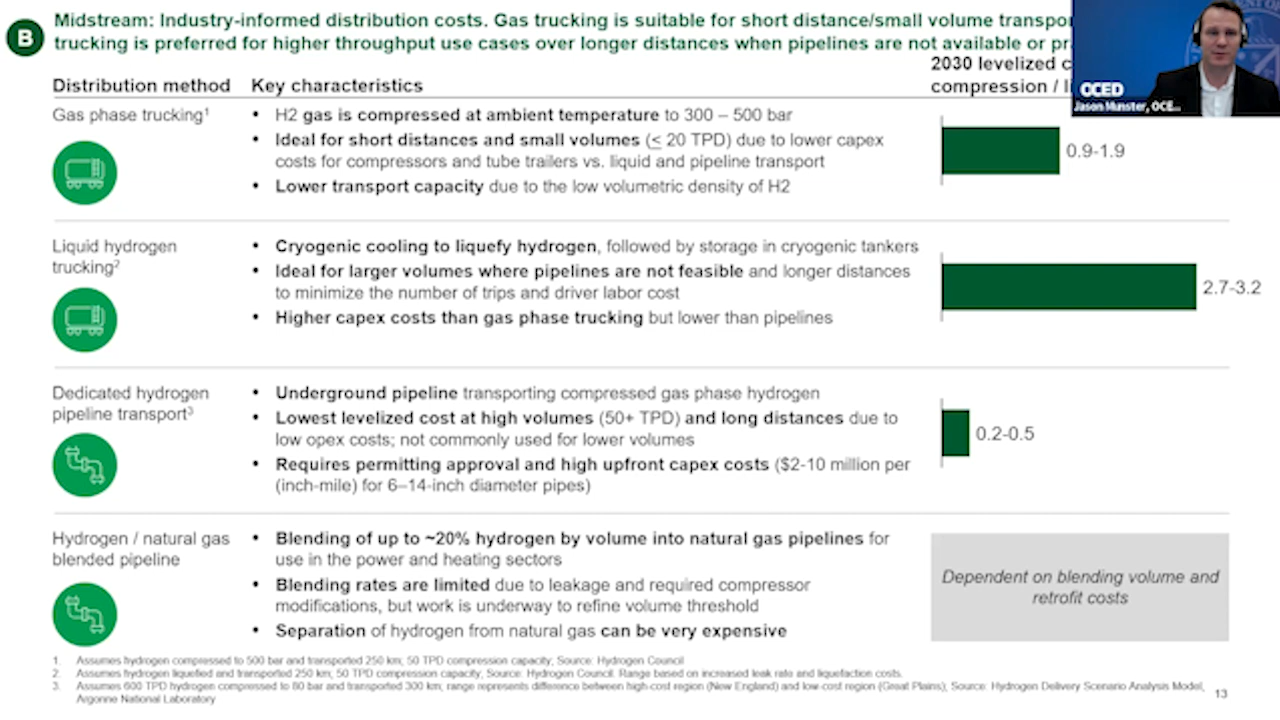 B
Midstream: Industry-informed distribution costs. Gas trucking is suitable for short distance/small volume
trucking is preferred for higher throughput use cases over longer distances when pipelines are not available or
2030 levelized
compression /
Distribution method
Key characteristics
OCED
Jason Munster, OCE...
Gas phase trucking¹
• H2 gas is compressed at ambient temperature to 300 – 500 bar
• Ideal for short distances and small volumes (≤ 20 TPD) due to lower capex
costs for compressors and tube trailers vs. liquid and pipeline transport
• Lower transport capacity due to the low volumetric density of H2
0.9-1.9
Liquid hydrogen
trucking²
• Cryogenic cooling to liquefy hydrogen, followed by storage in cryogenic tankers
• Ideal for larger volumes where pipelines are not feasible and longer distances
to minimize the number of trips and driver labor cost
• Higher capex costs than gas phase trucking but lower than pipelines
2.7-3.2
Dedicated hydrogen
pipeline transport³
• Underground pipeline transporting compressed gas phase hydrogen
• Lowest levelized cost at high volumes (50+ TPD) and long distances due to
low opex costs; not commonly used for lower volumes
• Requires permitting approval and high upfront capex costs ($2-10 million per
(inch-mile) for 6–14-inch diameter pipes)
0.2-0.5
Hydrogen / natural gas
blended pipeline
• Blending of up to ~20% hydrogen by volume into natural gas pipelines for
use in the power and heating sectors
• Blending rates are limited due to leakage and required compressor
modifications, but work is underway to refine volume threshold
• Separation of hydrogen from natural gas can be very expensive
Dependent on blending volume and
retrofit costs
1. Assumes hydrogen compressed to 500 bar and transported 250 km; 50 TPD compression capacity; Source: Hydrogen Council
2. Assumes hydrogen liquefied and transported 250 km; 50 TPD compression capacity; Source: Hydrogen Council. Range based on increased leak rate and liquefaction costs.
3. Assumes 600 TPD hydrogen compressed to 80 bar and transported 300 km; range represents difference between high-cost region (New England) and low-cost region (Great Plains); Source: Hydrogen Delivery Scenario Analysis Model,
Argonne National Laboratory
13